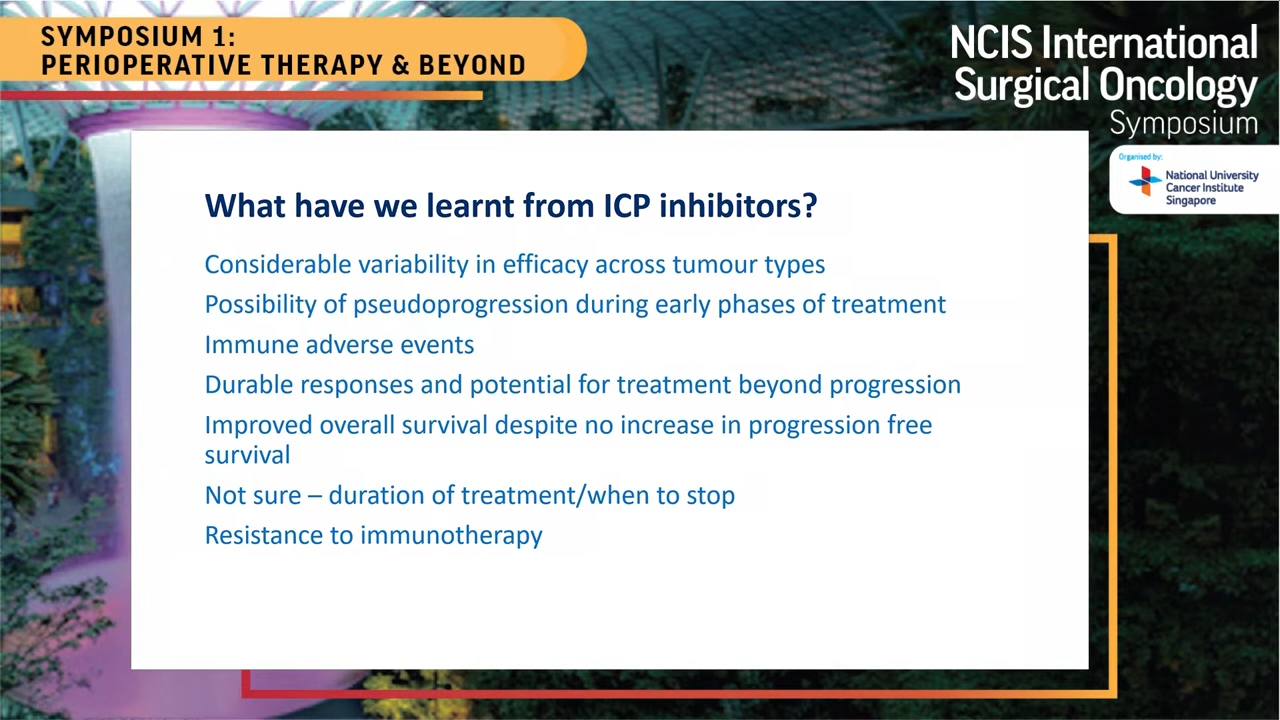 SYMPOSIUM 1:
PERIOPERATIVE THERAPY & BEYOND
NCIS International
Surgical Oncology
Symposium
Organised by:
National University
Cancer Institute
Singapore
What have we learnt from ICP inhibitors?
Considerable variability in efficacy across tumour types
Possibility of pseudoprogression during early phases of treatment
Immune adverse events
Durable responses and potential for treatment beyond progression
Improved overall survival despite no increase in progression free
survival
Not sure – duration of treatment/when to stop
Resistance to immunotherapy